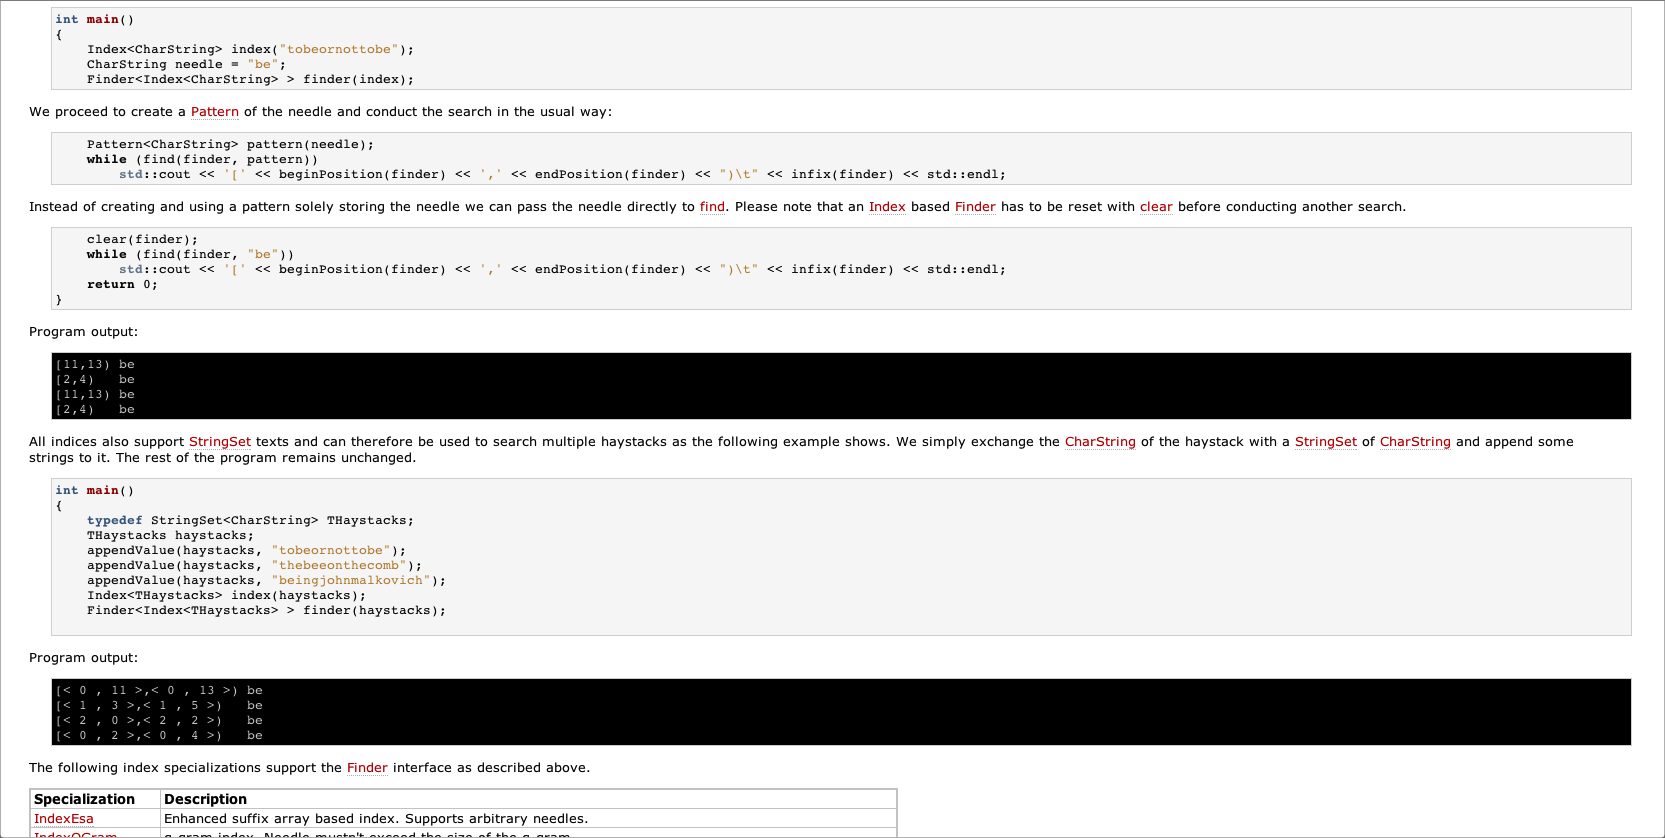 int main()
{
    Index<CharString> index("tobeornottobe");
    CharString needle = "be";
    Finder<Index<CharString> > finder(index);
We proceed to create a Pattern of the needle and conduct the search in the usual way:
    Pattern<CharString> pattern(needle);
    while (find(finder, pattern))
        std::cout << '[' << beginPosition(finder) << ',' << endPosition(finder) << ")\t" << infix(finder) << std::endl;
Instead of creating and using a pattern solely storing the needle we can pass the needle directly to find. Please note that an Index based Finder has to be reset with clear before conducting another search.
    clear(finder);
    while (find(finder, "be"))
        std::cout << '[' << beginPosition(finder) << ',' << endPosition(finder) << ")\t" << infix(finder) << std::endl;
    return 0;
}
Program output:
[11,13) be
[2,4)   be
[11,13) be
[2,4)   be
All indices also support StringSet texts and can therefore be used to search multiple haystacks as the following example shows. We simply exchange the CharString of the haystack with a StringSet of CharString and append some
strings to it. The rest of the program remains unchanged.
int main()
{
    typedef StringSet<CharString> THaystacks;
    THaystacks haystacks;
    appendValue(haystacks, "tobeornottobe");
    appendValue(haystacks, "thebeeonthecomb");
    appendValue(haystacks, "beingjohnmalkovich");
    Index<THaystacks> index(haystacks);
    Finder<Index<THaystacks> > finder(haystacks);
Program output:
[< 0 , 11 >,< 0 , 13 >) be
[< 1 , 3 >,< 1 , 5 >)   be
[< 2 , 0 >,< 2 , 2 >)   be
[< 0 , 2 >,< 0 , 4 >)   be
The following index specializations support the Finder interface as described above.
Specialization Description
IndexEsa Enhanced suffix array based index. Supports arbitrary needles.
IndexQGram q-gram index. Needle mustn't exceed the size of the q-gram.